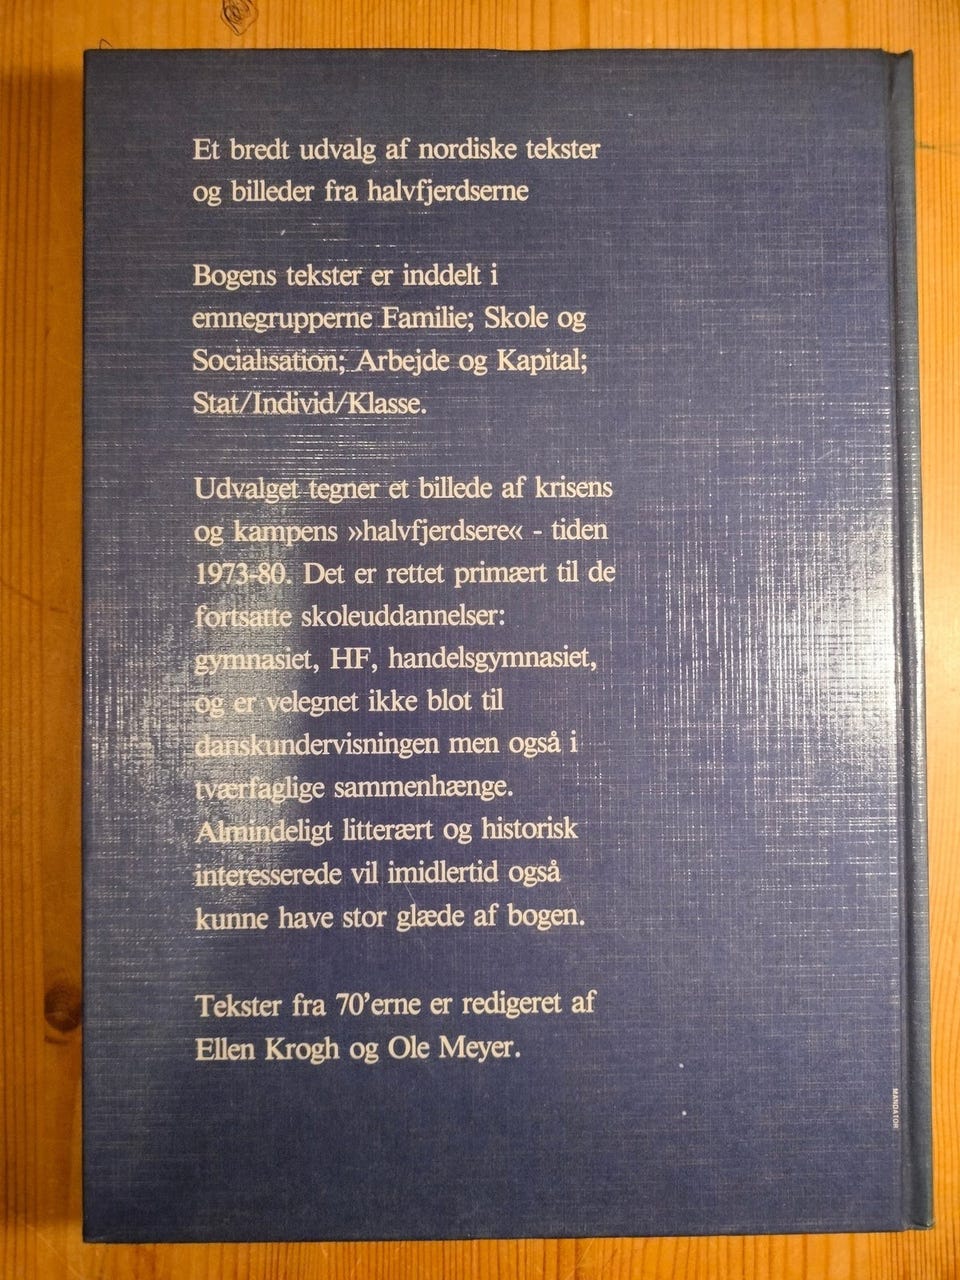 Et bredt udvalg af nordiske tekster
og billeder fra halvfjerdserne
Bogens tekster er inddelt i
emnegrupperne Familie; Skole og
Socialisation; Arbejde og Kapital;
Stat/Individ/Klasse.
Udvalget tegner et billede af krisens
og kampens »halvfjerdsere« - tiden
1973-80. Det er rettet primært til de
fortsatte skoleuddannelser:
gymnasiet, HF, handelsgymnasiet,
og er velegnet ikke blot til
danskundervisningen men også i
tværfaglige sammenhænge.
Almindeligt litterært og historisk
interesserede vil imidlertid også
kunne have stor glæde af bogen.
Tekster fra 70'erne er redigeret af
Ellen Krogh og Ole Meyer.
MANDATOR